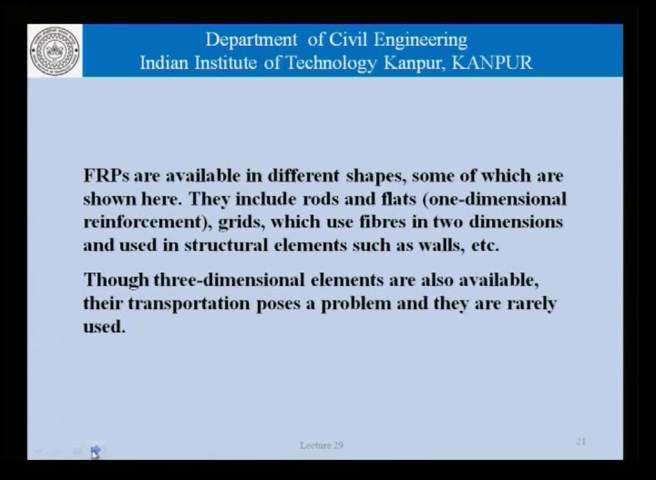 Department of Civil Engineering
Indian Institute of Technology Kanpur, KANPUR
FRPs are available in different shapes, some of which are
shown here. They include rods and flats (one-dimensional
reinforcement), grids, which use fibres in two dimensions
and used in structural elements such as walls, etc.
Though three-dimensional elements are also available,
their transportation poses a problem and they are rarely
used.
Lecture 29
21